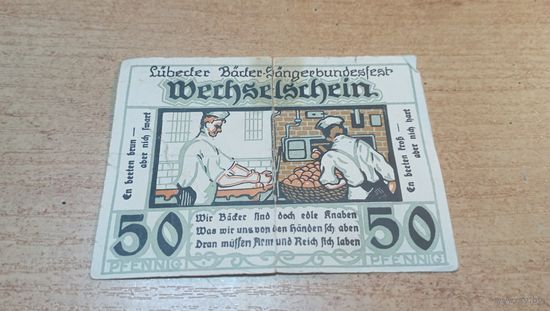 Lübecker Bäcker-Sängerbundesfest
Wechselschein
En beeten brun —
aber nich swart
En beeten kroß —
aber nich hart
50
PFENNIG
Wir Bäcker sind doch edle Knaben
Was wir uns von den Händen sch aben
Dran müssen Arm und Reich sich laben
50
PFENNIG